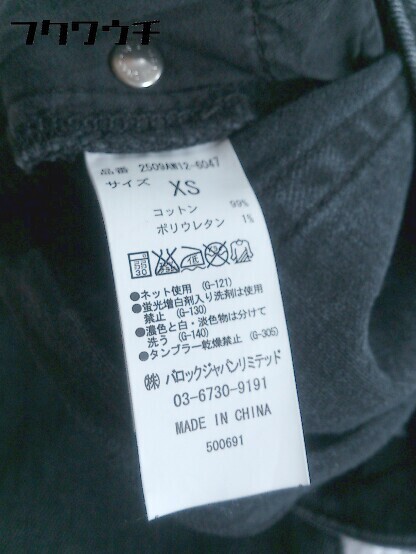 フクウウチ
品番 2509AW12-6047
サイズ XS
コットン 99%
ポリウレタン 1%
低
●ネット使用 (G-121)
●蛍光増白剤入り洗剤は使用
禁止 (G-130)
●濃色と白・淡色物は分けて
洗う (G-140)
●タンブラー乾燥禁止 (G-305)
㈱バロックジャパンリミテッド
03-6730-9191
MADE IN CHINA
500691